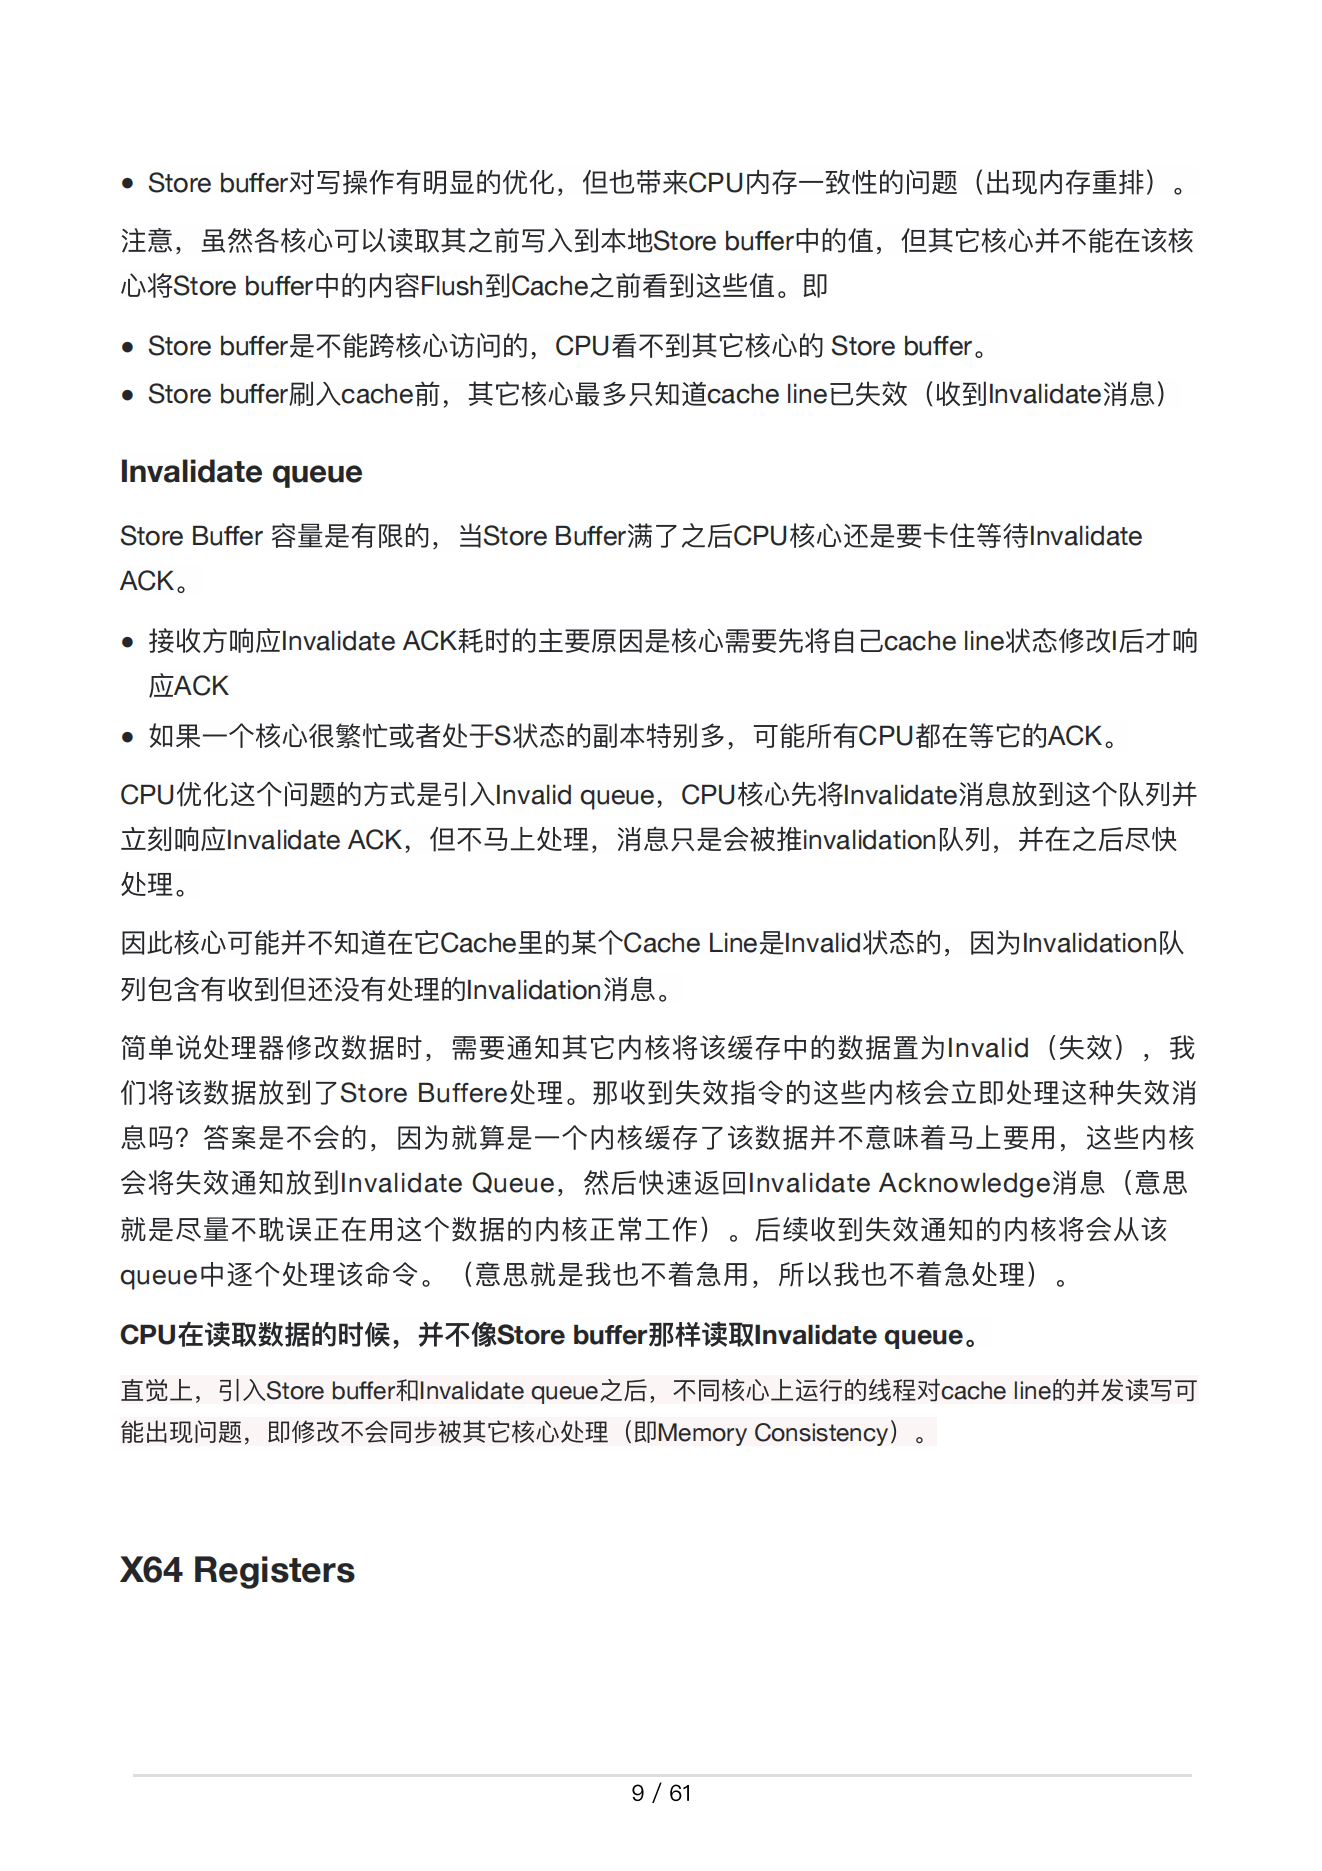 ● Store buffer对写操作有明显的优化，但也带来CPU内存一致性的问题（出现内存重排）。
注意，虽然各核心可以读取其之前写入到本地Store buffer中的值，但其它核心并不能在该核
心将Store buffer中的内容Flush到Cache之前看到这些值。即
● Store buffer是不能跨核心访问的，CPU看不到其它核心的 Store buffer。
● Store buffer刷入cache前，其它核心最多只知道cache line已失效（收到Invalidate消息）
Invalidate queue
Store Buffer 容量是有限的，当Store Buffer满了之后CPU核心还是要卡住等待Invalidate
ACK。
● 接收方响应Invalidate ACK耗时的主要原因是核心需要先将自己cache line状态修改I后才响
应ACK
● 如果一个核心很繁忙或者处于S状态的副本特别多，可能所有CPU都在等它的ACK。
CPU优化这个问题的方式是引入Invalid queue，CPU核心先将Invalidate消息放到这个队列并
立刻响应Invalidate ACK，但不马上处理，消息只是会被推invalidation队列，并在之后尽快
处理。
因此核心可能并不知道在它Cache里的某个Cache Line是Invalid状态的，因为Invalidation队
列包含有收到但还没有处理的Invalidation消息。
简单说处理器修改数据时，需要通知其它内核将该缓存中的数据置为Invalid（失效），我
们将该数据放到了Store Buffere处理。那收到失效指令的这些内核会立即处理这种失效消
息吗？答案是不会的，因为就算是一个内核缓存了该数据并不意味着马上要用，这些内核
会将失效通知放到Invalidate Queue，然后快速返回Invalidate Acknowledge消息（意思
就是尽量不耽误正在用这个数据的内核正常工作）。后续收到失效通知的内核将会从该
queue中逐个处理该命令。（意思就是我也不着急用，所以我也不着急处理）。
CPU在读取数据的时候，并不像Store buffer那样读取Invalidate queue。
直觉上，引入Store buffer和Invalidate queue之后，不同核心上运行的线程对cache line的并发读写可
能出现问题，即修改不会同步被其它核心处理（即Memory Consistency）。
X64 Registers
9 / 61